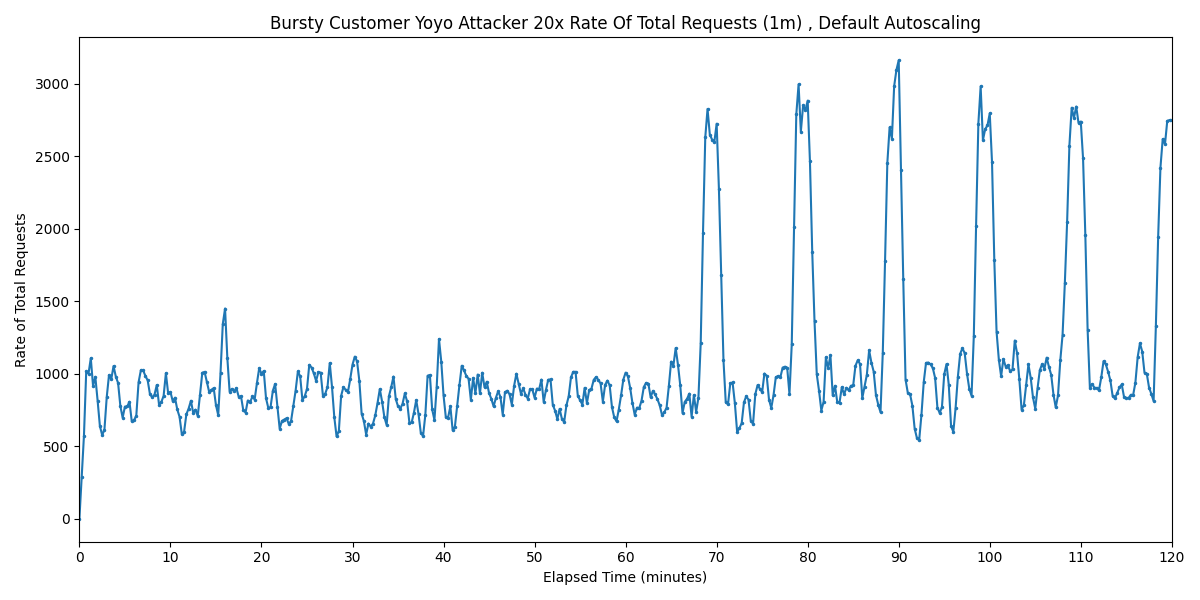 Bursty Customer Yoyo Attacker 20x Rate Of Total Requests (1m) , Default Autoscaling
Rate of Total Requests
3000
2500
2000
1500
1000
500
0
0 10 20 30 40 50 60 70 80 90 100 110 120
Elapsed Time (minutes)